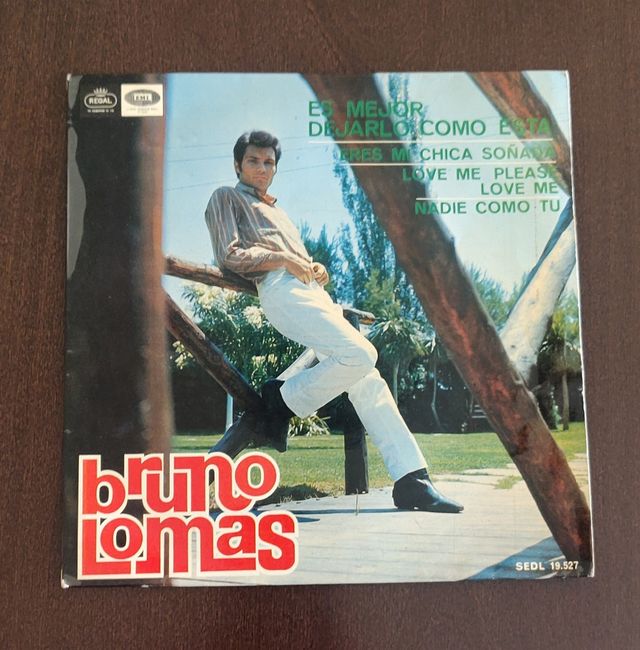 REGAL
EMI
ES MEJOR
DEJARLO COMO ESTA
ERES MI CHICA SOÑADA
LOVE ME PLEASE
LOVE ME
NADIE COMO TU
bruno
Lomas
SEDL 19.527